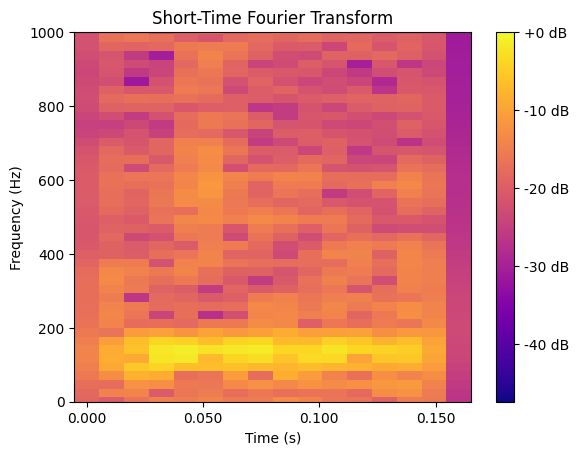 Short-Time Fourier Transform
1000
800
600
400
200
0
Frequency (Hz)
0.000
0.050
0.100
0.150
Time (s)
+0 dB
-10 dB
-20 dB
-30 dB
-40 dB